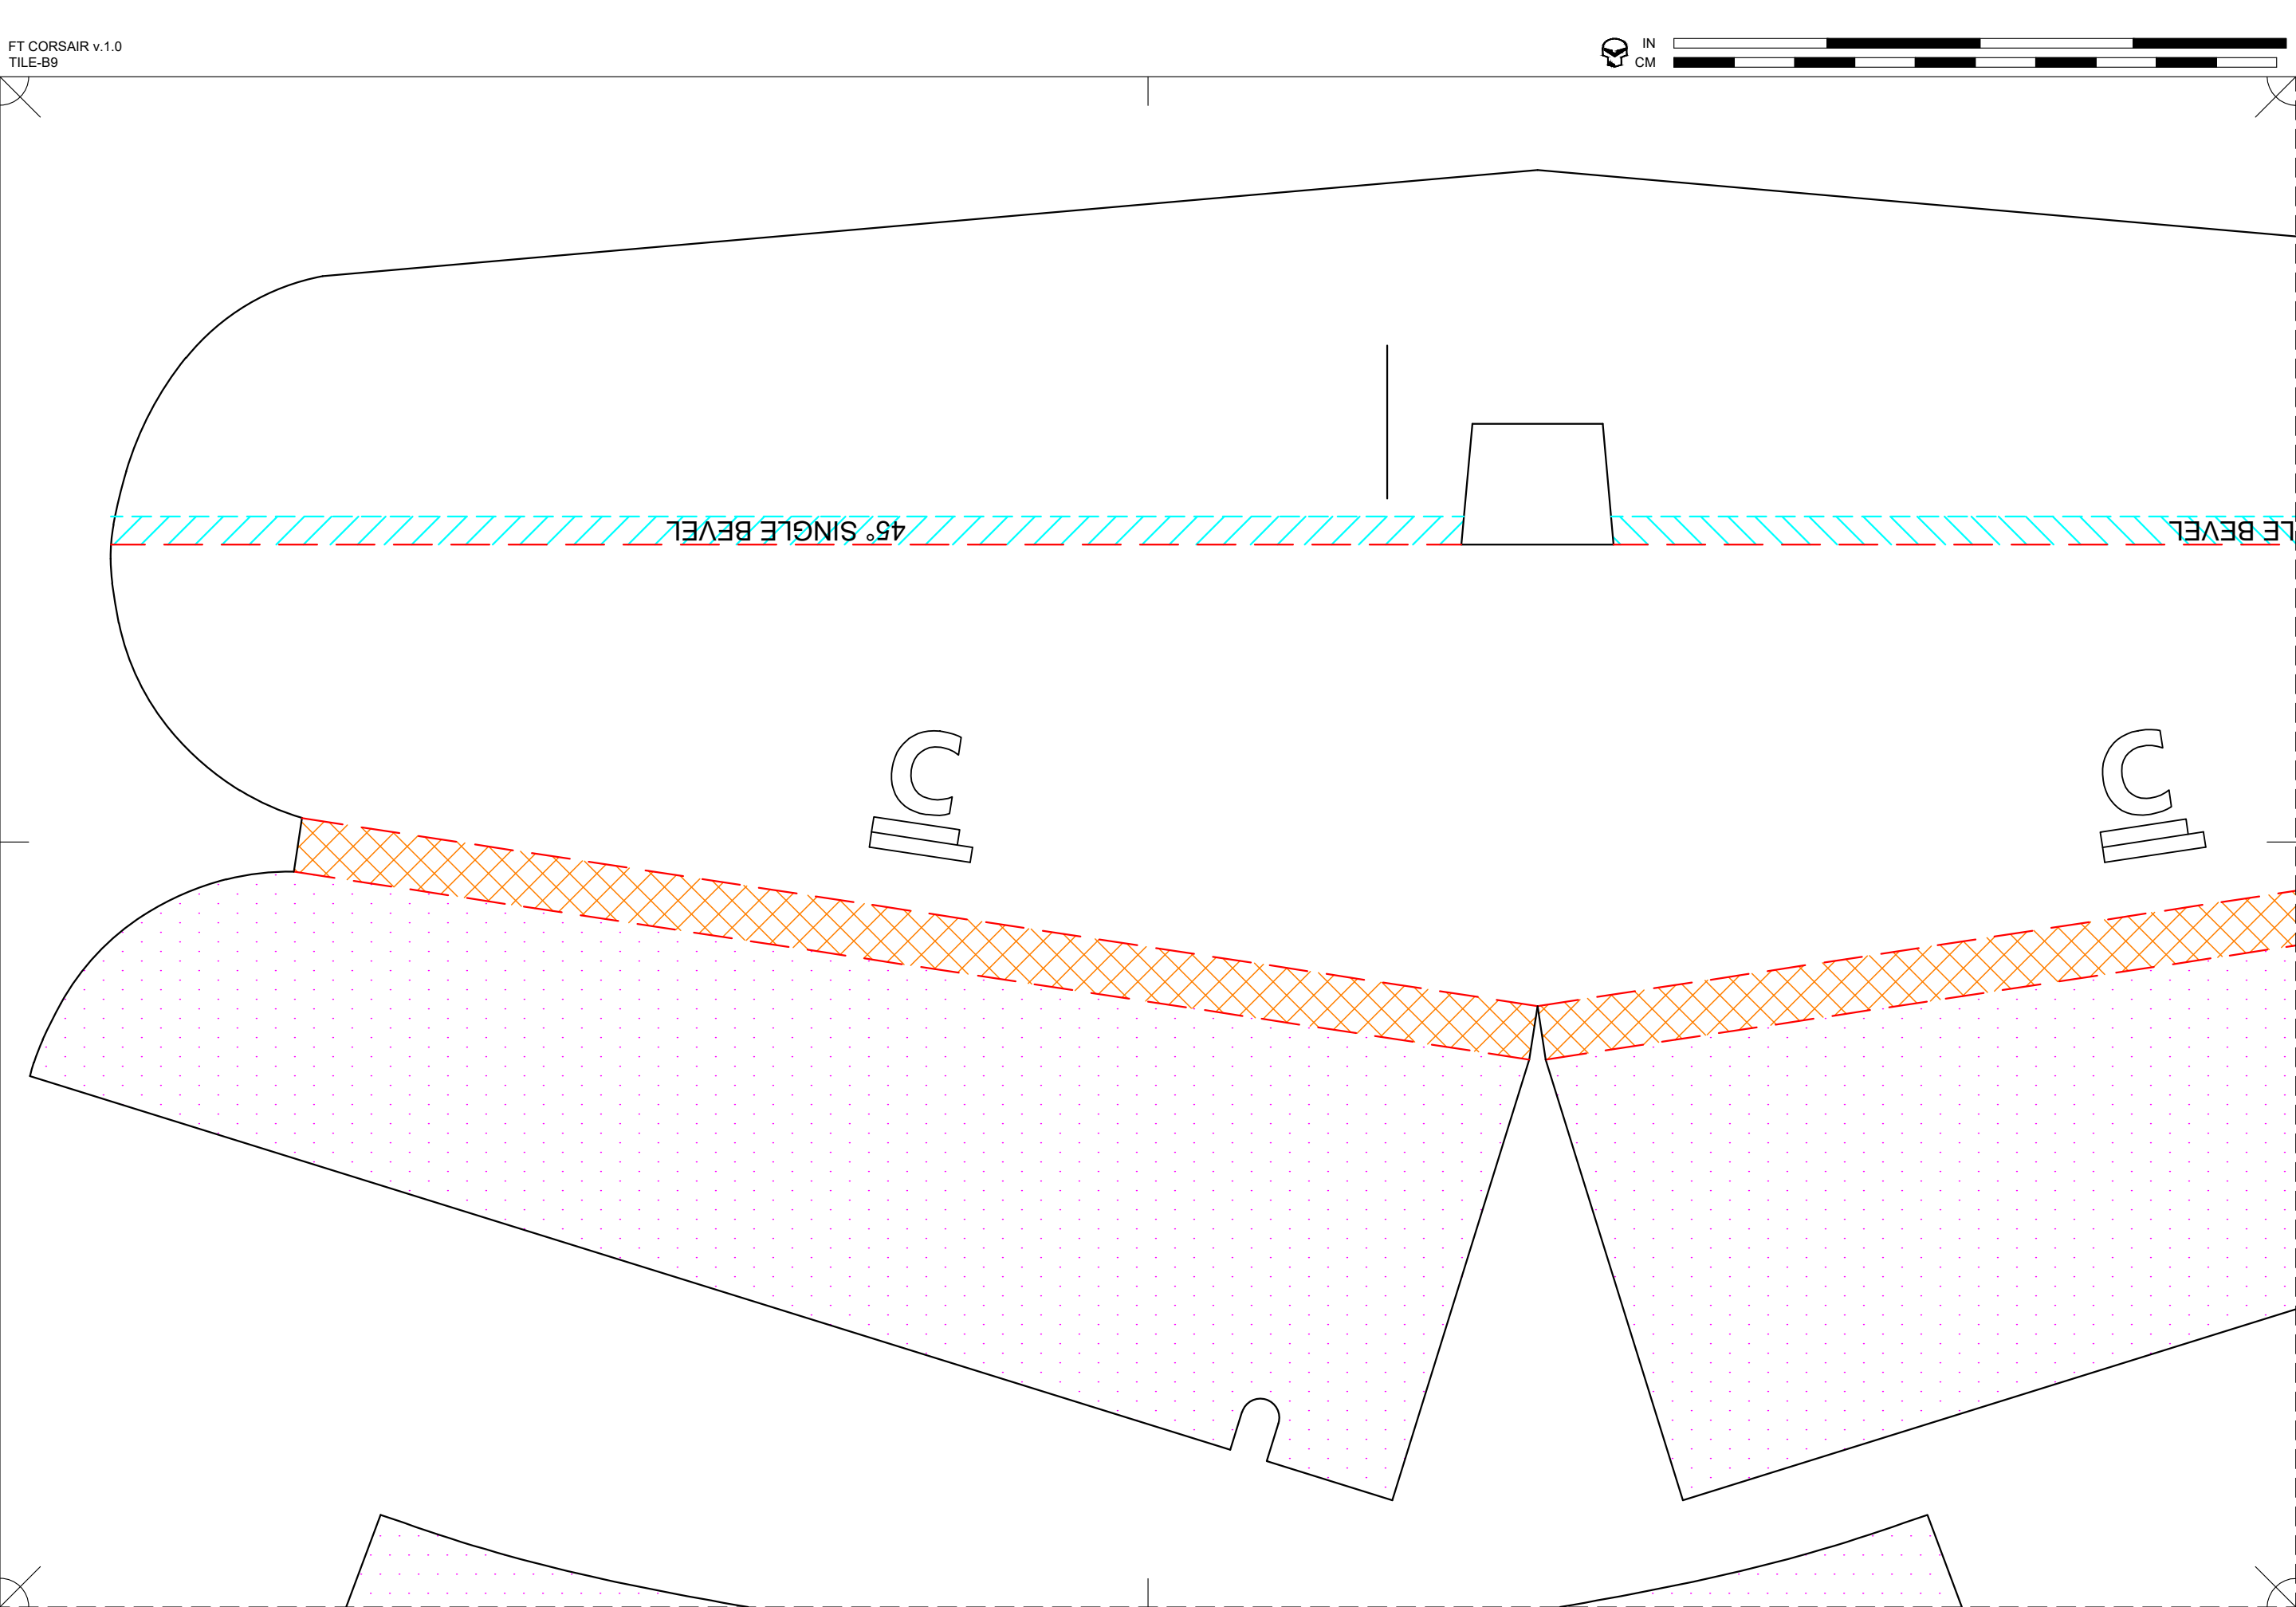 FT CORSAIR v.1.0
TILE-B9
IN
CM
45° SINGLE BEVEL
LE BEVEL
C
C